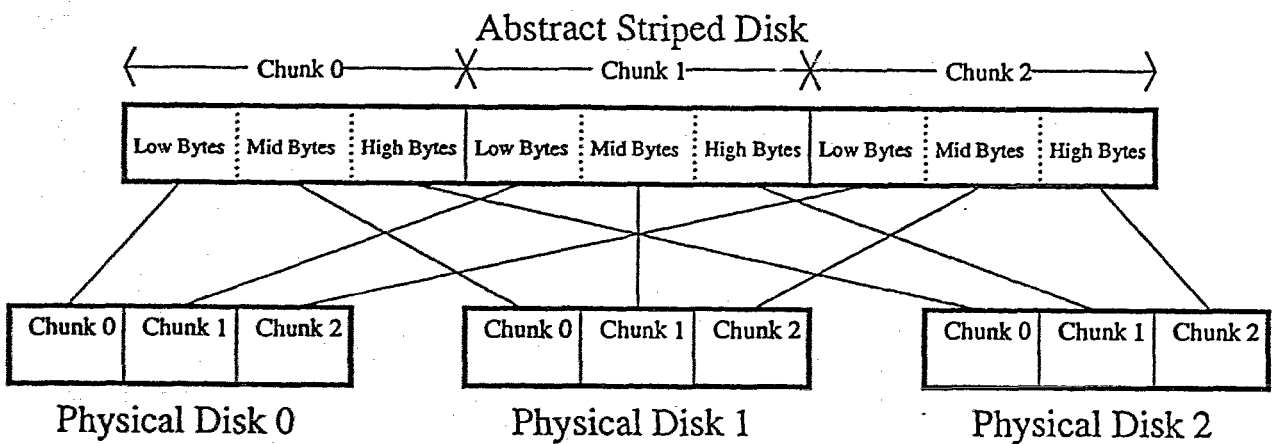 Abstract Striped Disk
Chunk 0 Chunk 1 Chunk 2
Low Bytes Mid Bytes High Bytes Low Bytes Mid Bytes High Bytes Low Bytes Mid Bytes High Bytes
Chunk 0 Chunk 1 Chunk 2 Chunk 0 Chunk 1 Chunk 2 Chunk 0 Chunk 1 Chunk 2
Physical Disk 0 Physical Disk 1 Physical Disk 2